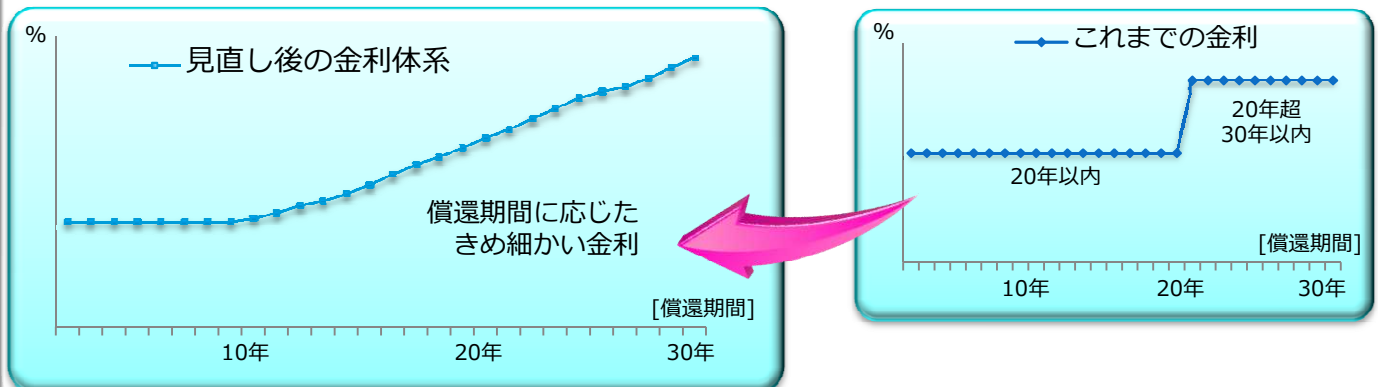 %
見直し後の金利体系
償還期間に応じた
きめ細かい金利
[償還期間]
10年 20年 30年
%
これまでの金利
20年超
30年以内
20年以内
[償還期間]
10年 20年 30年